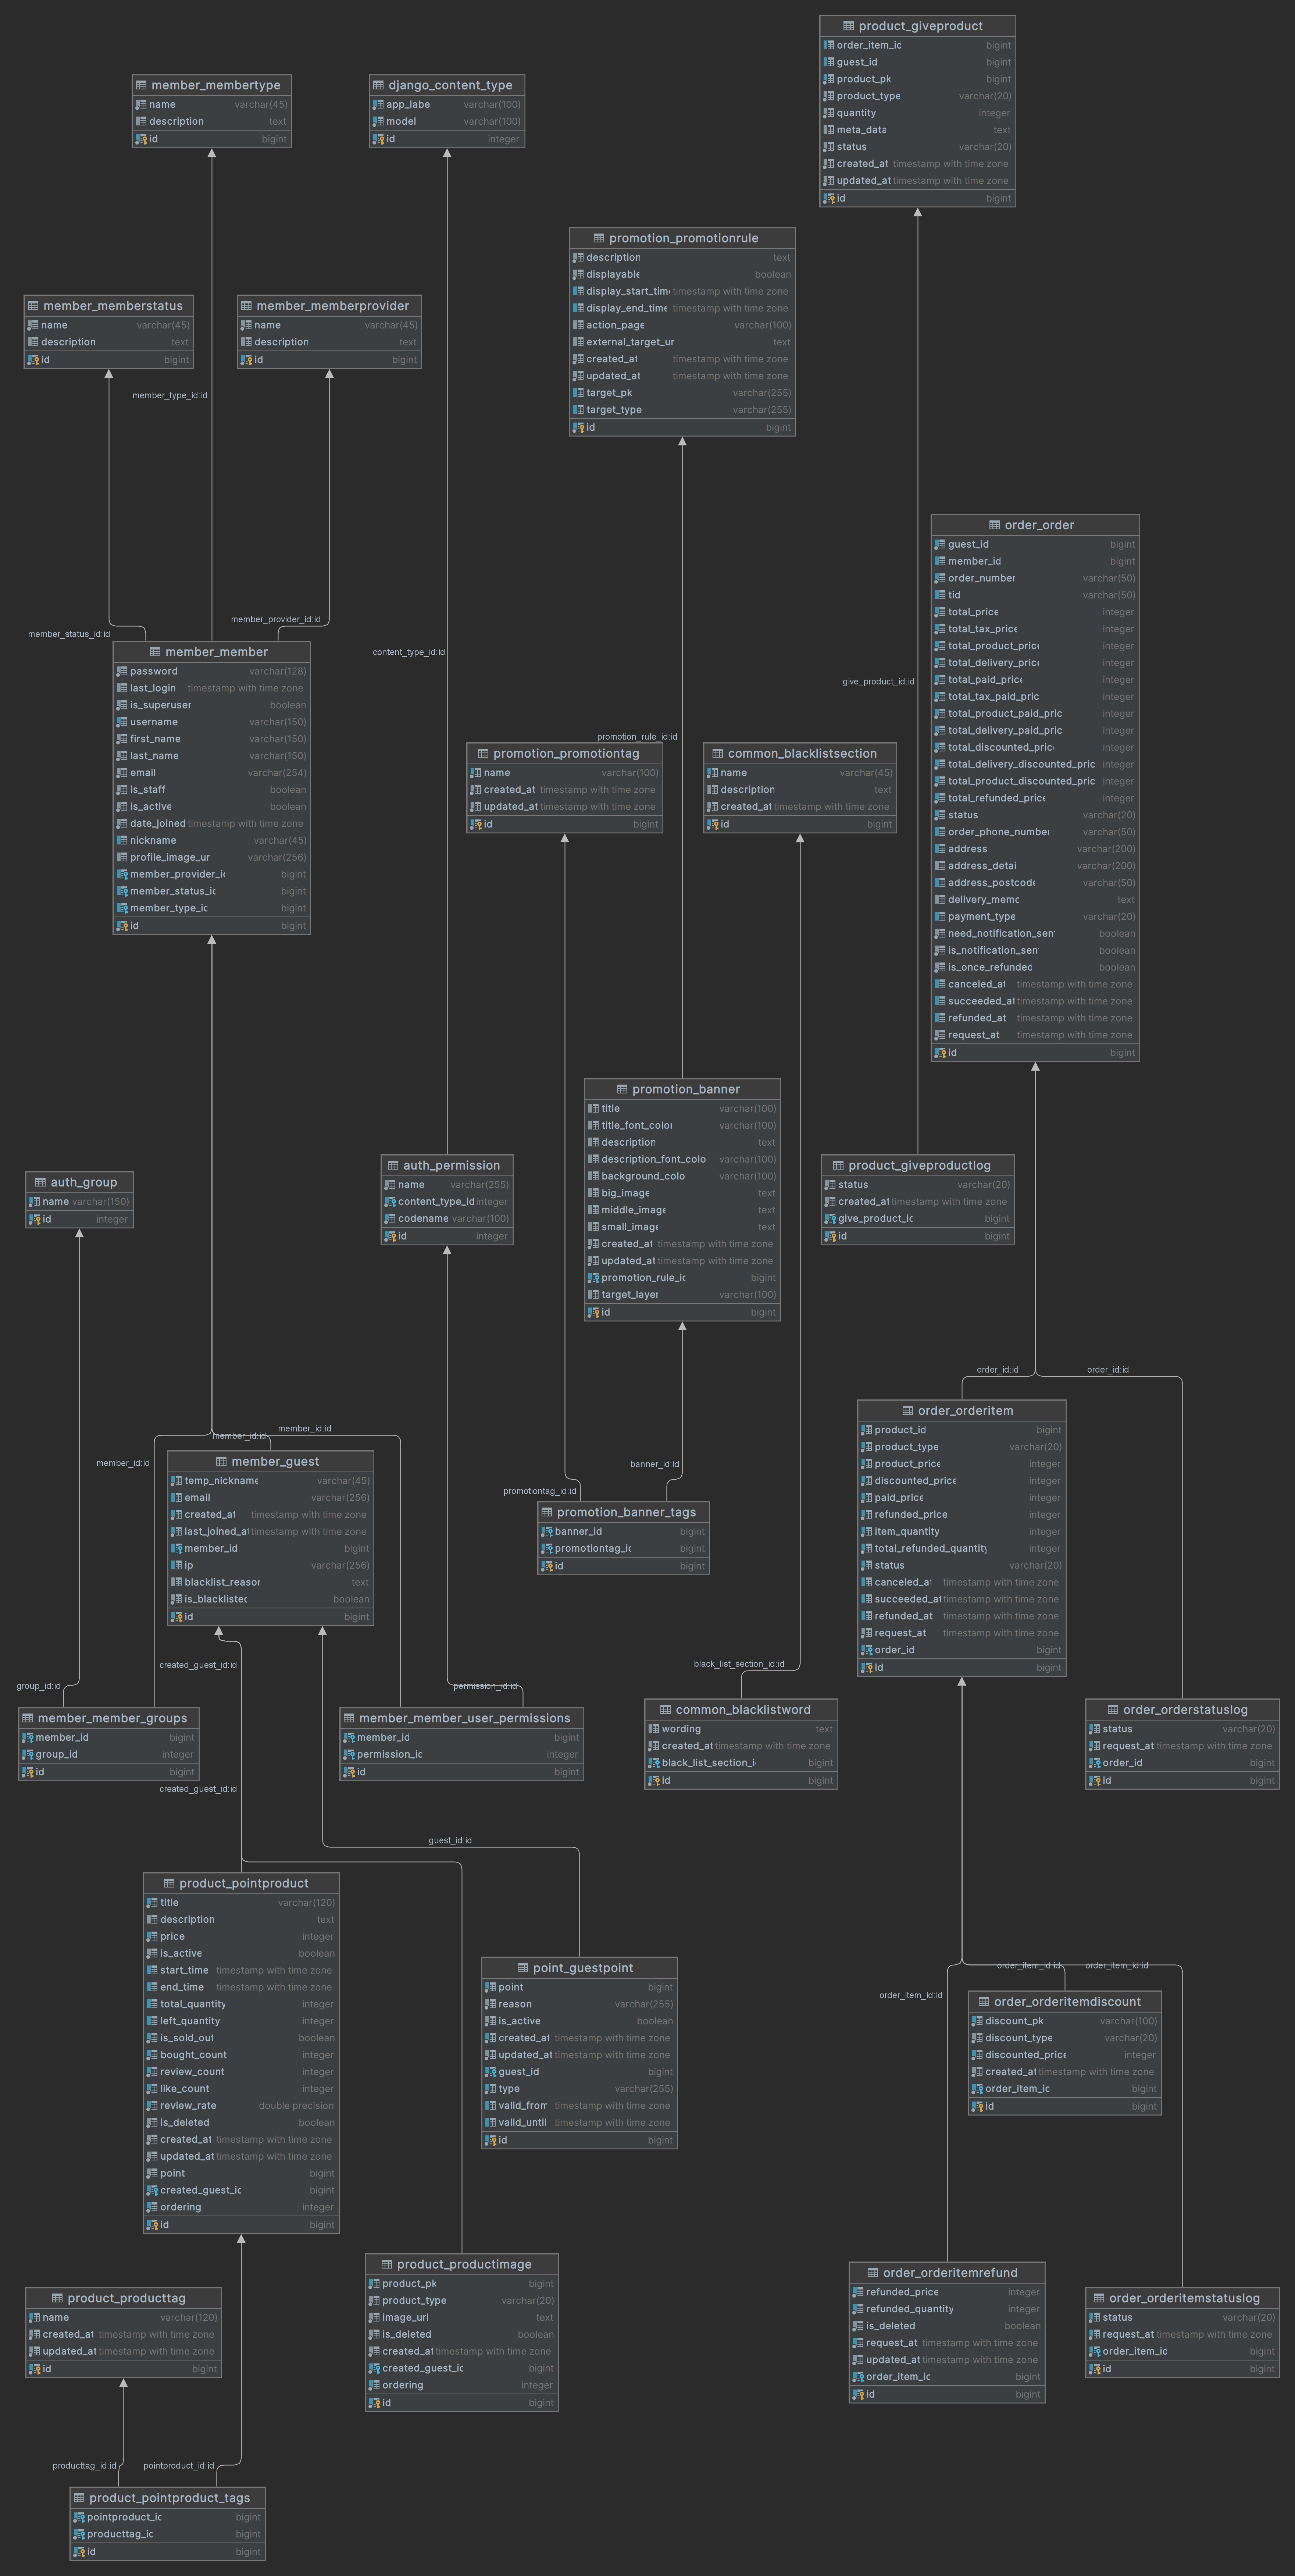 product_giveproduct
order_item_id bigint
guest_id bigint
product_pk bigint
product_type varchar(20)
quantity integer
meta_data text
status varchar(20)
created_at timestamp with time zone
updated_at timestamp with time zone
id bigint
member_membertype
name varchar(45)
description text
id bigint
django_content_type
app_label varchar(100)
model varchar(100)
id integer
promotion_promotionrule
description text
displayable boolean
display_start_time timestamp with time zone
display_end_time timestamp with time zone
action_page varchar(100)
external_target_ur text
created_at timestamp with time zone
updated_at timestamp with time zone
target_pk varchar(255)
target_type varchar(255)
id bigint
member_memberstatus
name varchar(45)
description text
id bigint
member_memberprovider
name varchar(45)
description text
id bigint
member_type_id:id
member_status_id:id
member_provider_id:id
content_type_id:id
give_product_id:id
promotion_rule_id:id
order_order
guest_id bigint
member_id bigint
order_number varchar(50)
tid varchar(50)
total_price integer
total_tax_price integer
total_product_price integer
total_delivery_price integer
total_paid_price integer
total_tax_paid_pric integer
total_product_paid_pric integer
total_delivery_paid_pric integer
total_discounted_price integer
total_delivery_discounted_pric integer
total_product_discounted_pric integer
total_refunded_price integer
status varchar(20)
order_phone_number varchar(50)
address varchar(200)
address_detai varchar(200)
address_postcode varchar(50)
delivery_memo text
payment_type varchar(20)
need_notification_sent boolean
is_notification_sent boolean
is_once_refunded boolean
canceled_at timestamp with time zone
succeeded_at timestamp with time zone
refunded_at timestamp with time zone
request_at timestamp with time zone
id bigint
member_member
password varchar(128)
last_login timestamp with time zone
is_superuser boolean
username varchar(150)
first_name varchar(150)
last_name varchar(150)
email varchar(254)
is_staff boolean
is_active boolean
date_joined timestamp with time zone
nickname varchar(45)
profile_image_ur varchar(256)
member_provider_id bigint
member_status_id bigint
member_type_id bigint
id bigint
promotion_promotiontag
name varchar(100)
created_at timestamp with time zone
updated_at timestamp with time zone
id bigint
common_blacklistsection
name varchar(45)
description text
created_at timestamp with time zone
id bigint
promotion_banner
title varchar(100)
title_font_color varchar(100)
description text
description_font_colo varchar(100)
background_colo varchar(100)
big_image text
middle_image text
small_image text
created_at timestamp with time zone
updated_at timestamp with time zone
promotion_rule_id bigint
target_layer varchar(100)
id bigint
auth_group
name varchar(150)
id integer
auth_permission
name varchar(255)
content_type_id integer
codename varchar(100)
id integer
product_giveproductlog
status varchar(20)
created_at timestamp with time zone
give_product_id bigint
id bigint
order_id:id
order_id:id
member_id:id
member_id:id
member_id:id
banner_id:id
promotiontag_id:id
order_orderitem
product_id bigint
product_type varchar(20)
product_price integer
discounted_price integer
paid_price integer
refunded_price integer
item_quantity integer
total_refunded_quantity integer
status varchar(20)
canceled_at timestamp with time zone
succeeded_at timestamp with time zone
refunded_at timestamp with time zone
request_at timestamp with time zone
order_id bigint
id bigint
member_guest
temp_nickname varchar(45)
email varchar(256)
created_at timestamp with time zone
last_joined_at timestamp with time zone
member_id bigint
ip varchar(256)
blacklist_reason text
is_blacklisted boolean
id bigint
promotion_banner_tags
banner_id bigint
promotiontag_id bigint
id bigint
created_guest_id:id
group_id:id
permission_id:id
black_list_section_id:id
member_member_groups
member_id bigint
group_id integer
id bigint
member_member_user_permissions
member_id bigint
permission_id integer
id bigint
common_blacklistword
wording text
created_at timestamp with time zone
black_list_section_i bigint
id bigint
order_orderstatuslog
status varchar(20)
request_at timestamp with time zone
order_id bigint
id bigint
created_guest_id:id
guest_id:id
product_pointproduct
title varchar(120)
description text
price integer
is_active boolean
start_time timestamp with time zone
end_time timestamp with time zone
total_quantity integer
left_quantity integer
is_sold_out boolean
bought_count integer
review_count integer
like_count integer
review_rate double precision
is_deleted boolean
created_at timestamp with time zone
updated_at timestamp with time zone
point bigint
created_guest_id bigint
ordering integer
id bigint
point_guestpoint
point bigint
reason varchar(255)
is_active boolean
created_at timestamp with time zone
updated_at timestamp with time zone
guest_id bigint
type varchar(255)
valid_from timestamp with time zone
valid_until timestamp with time zone
id bigint
order_item_id:id
order_item_id:id
order_item_id:id
order_orderitemdiscount
discount_pk varchar(100)
discount_type varchar(20)
discounted_price integer
created_at timestamp with time zone
order_item_id bigint
id bigint
product_productimage
product_pk bigint
product_type varchar(20)
image_url text
is_deleted boolean
created_at timestamp with time zone
created_guest_id bigint
ordering integer
id bigint
order_orderitemrefund
refunded_price integer
refunded_quantity integer
is_deleted boolean
request_at timestamp with time zone
updated_at timestamp with time zone
order_item_id bigint
id bigint
order_orderitemstatuslog
status varchar(20)
request_at timestamp with time zone
order_item_id bigint
id bigint
product_producttag
name varchar(120)
created_at timestamp with time zone
updated_at timestamp with time zone
id bigint
producttag_id:id
pointproduct_id:id
product_pointproduct_tags
pointproduct_id bigint
producttag_id bigint
id bigint